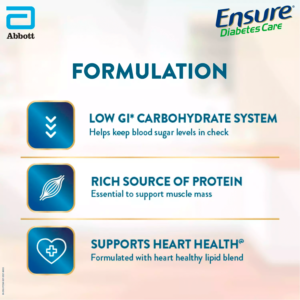 Abbott
Ensure®
Diabetes Care
FORMULATION
LOW GI* CARBOHYDRATE SYSTEM
Helps keep blood sugar levels in check
RICH SOURCE OF PROTEIN
Essential to support muscle mass
SUPPORTS HEART HEALTH@
Formulated with heart healthy lipid blend